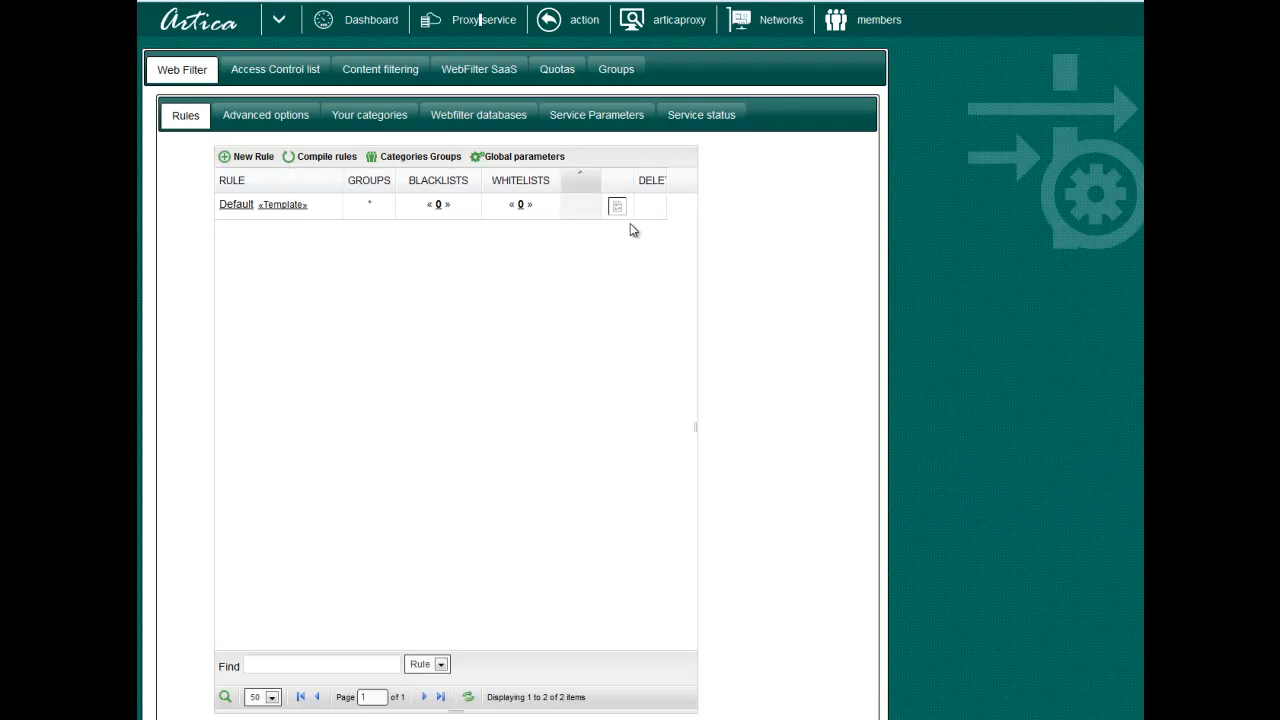 Artica Dashboard Proxy service action articaproxy Networks members
Web Filter Access Control list Content filtering WebFilter SaaS Quotas Groups
Rules Advanced options Your categories Webfilter databases Service Parameters Service status
New Rule Compile rules Categories Groups Global parameters
RULE GROUPS BLACKLISTS WHITELISTS DELET
Default «Template» * « 0 » « 0 »
Find Rule
50 Page 1 of 1 Displaying 1 to 2 of 2 items